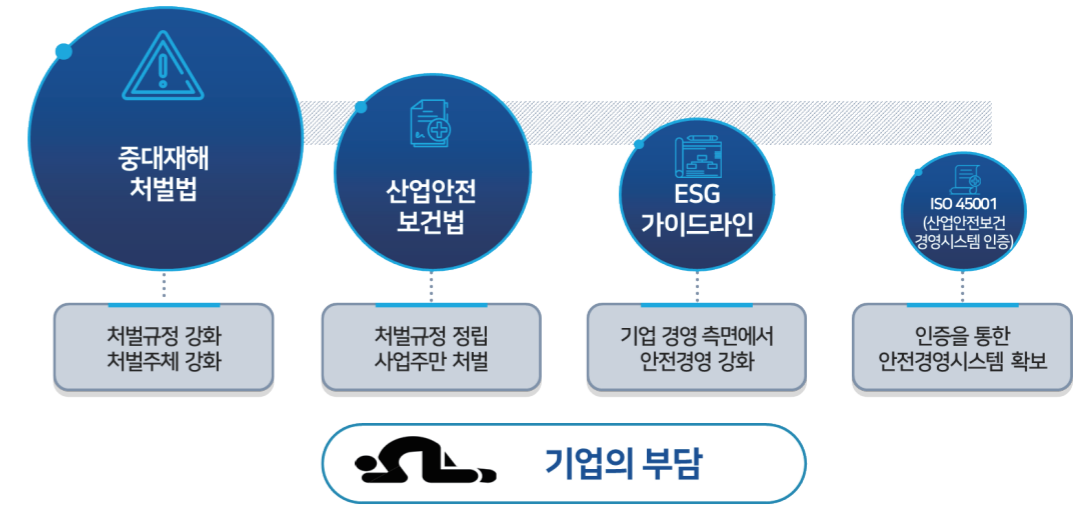 중대재해
처벌법
산업안전
보건법
ESG
가이드라인
ISO 45001
(산업안전보건
경영시스템 인증)
처벌규정 강화
처벌주체 강화
처벌규정 정립
사업주만 처벌
기업 경영 측면에서
안전경영 강화
인증을 통한
안전경영시스템 확보
기업의 부담